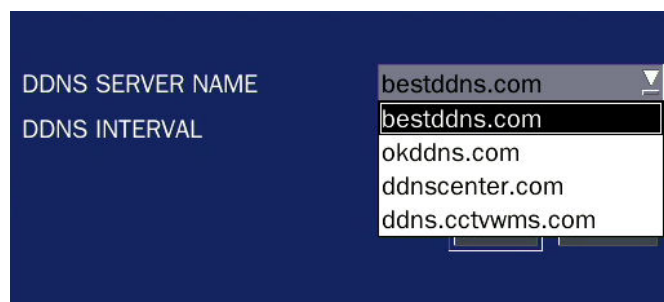 DDNS SERVER NAME bestddns.com
DDNS INTERVAL bestddns.com
okddns.com
ddnscenter.com
ddns.cctvwms.com